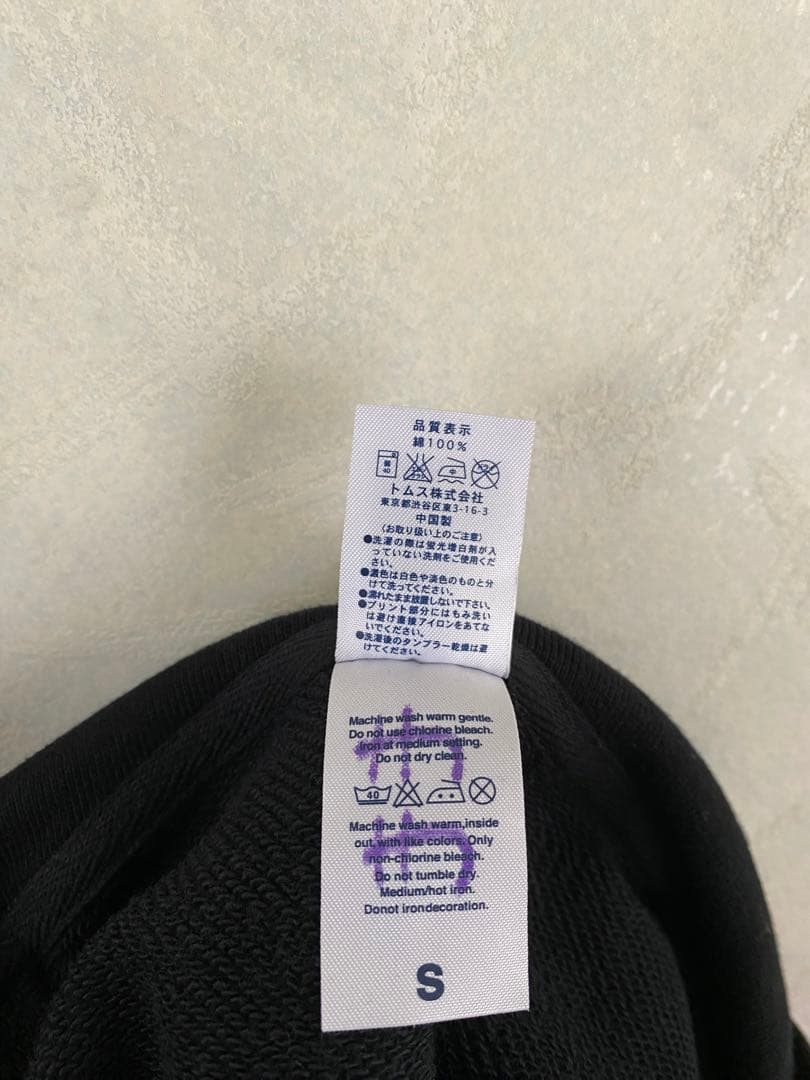 品質表示
綿100%
トムス株式会社
東京都渋谷区東3-16-3
中国製
〈お取り扱い上のご注意〉
●洗濯の際は蛍光増白剤が入
っていない洗剤をご使用くだ
さい。
●濃色は白色や淡色のものと分
けて洗ってください。
●濡れたまま放置しないで下さい。
●プリント部分にはもみ洗い
は避け直接アイロンをあてな
いでください。
●洗濯後のタンブラー乾燥は避
けてください。
Machine wash warm gentle.
Do not use chlorine bleach.
Iron at medium setting.
Do not dry clean.
40
Machine wash warm,inside
out, with like colors. Only
non-chlorine bleach.
Do not tumble dry.
Medium/hot iron.
Donot irondecoration.
S